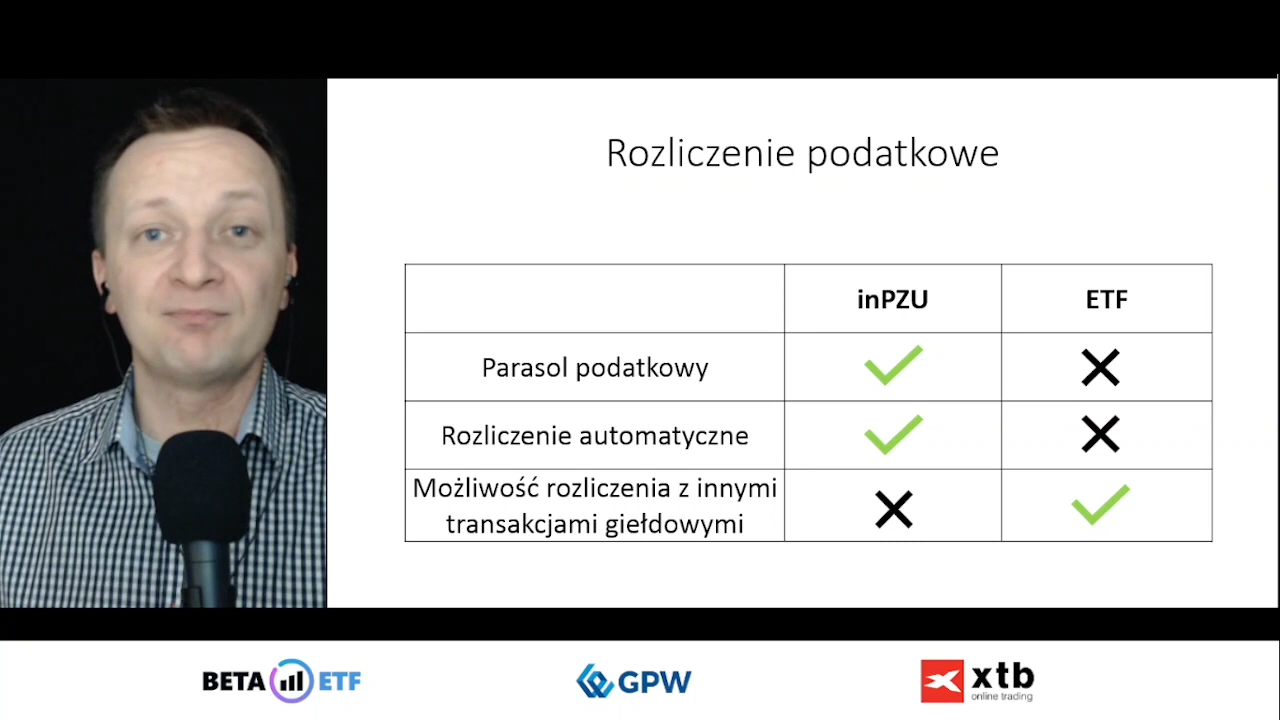 Rozliczenie podatkowe
inPZU ETF
Parasol podatkowy
Rozliczenie automatyczne
Możliwość rozliczenia z innymi
transakcjami giełdowymi
BETA ETF
GPW
xtb
online trading